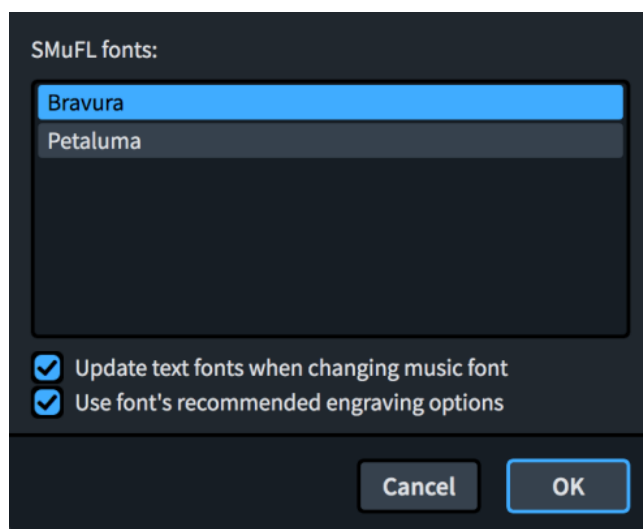 SMuFL fonts:
Bravura
Petaluma
Update text fonts when changing music font
Use font's recommended engraving options
Cancel OK